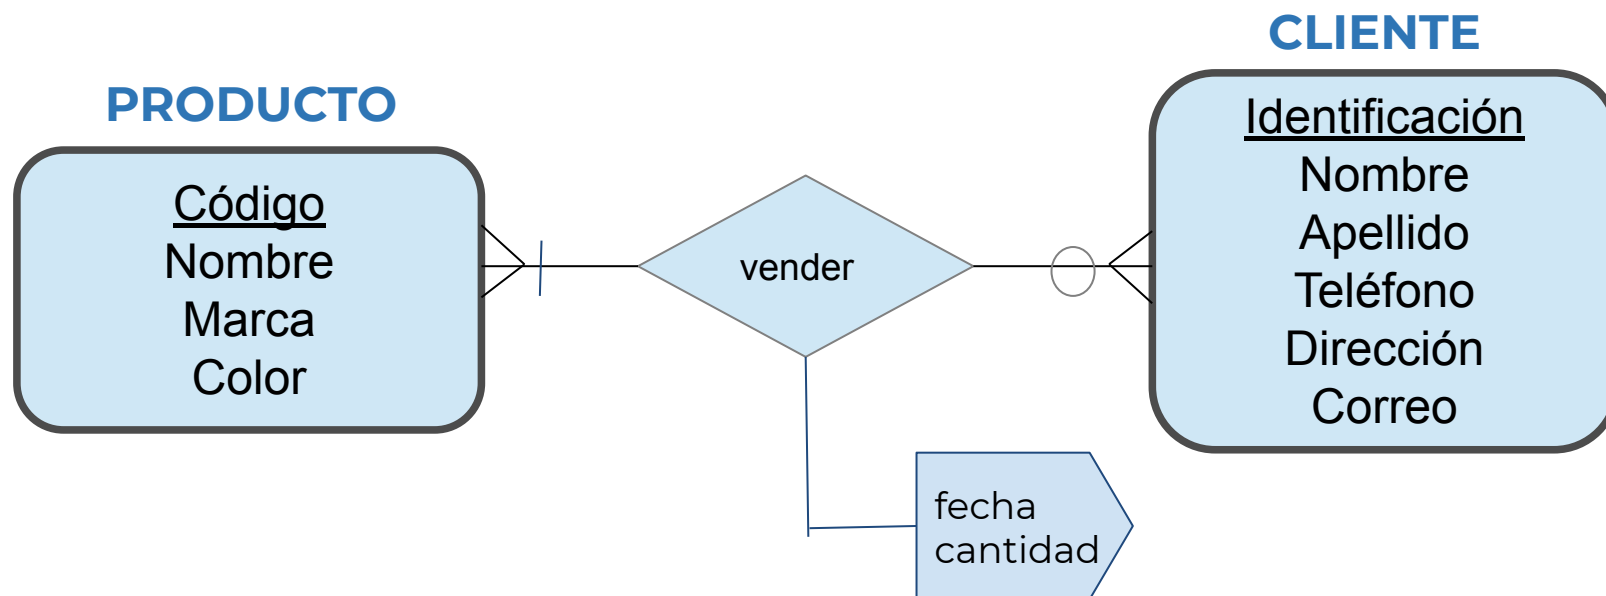 PRODUCTO
Código
Nombre
Marca
Color
vender
CLIENTE
Identificación
Nombre
Apellido
Teléfono
Dirección
Correo
fecha
cantidad